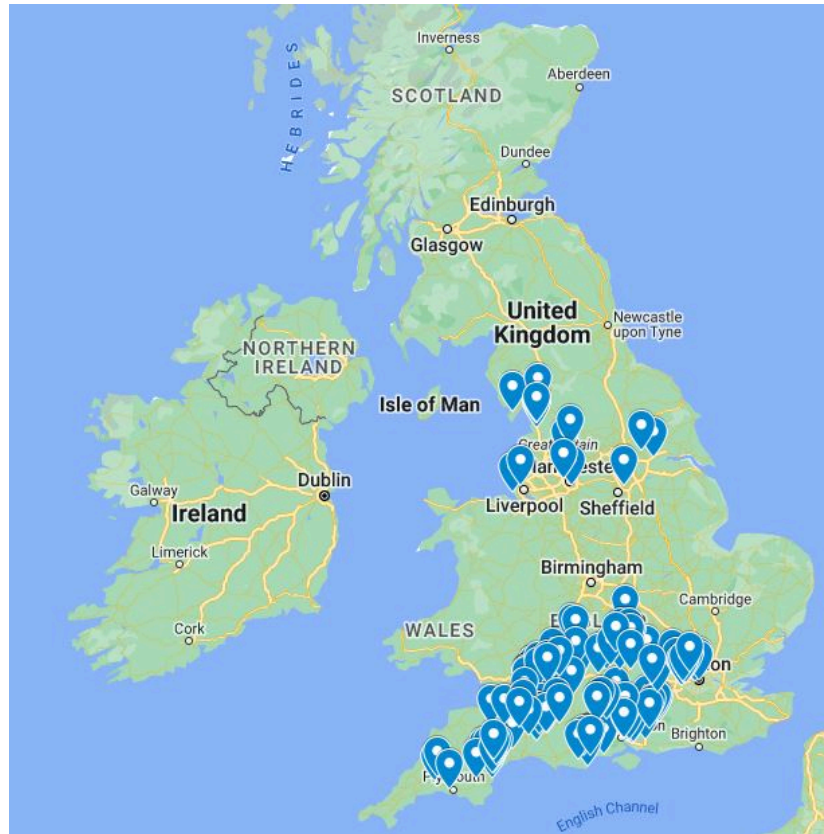 Inverness
Aberdeen
SCOTLAND
HEBRIDES
Dundee
Edinburgh
Glasgow
United
Kingdom
Newcastle
upon Tyne
NORTHERN
IRELAND
Isle of Man
Dublin
Galway
Ireland
Liverpool
Sheffield
Limerick
Birmingham
Cambridge
Cork
WALES
Brighton
English Channel